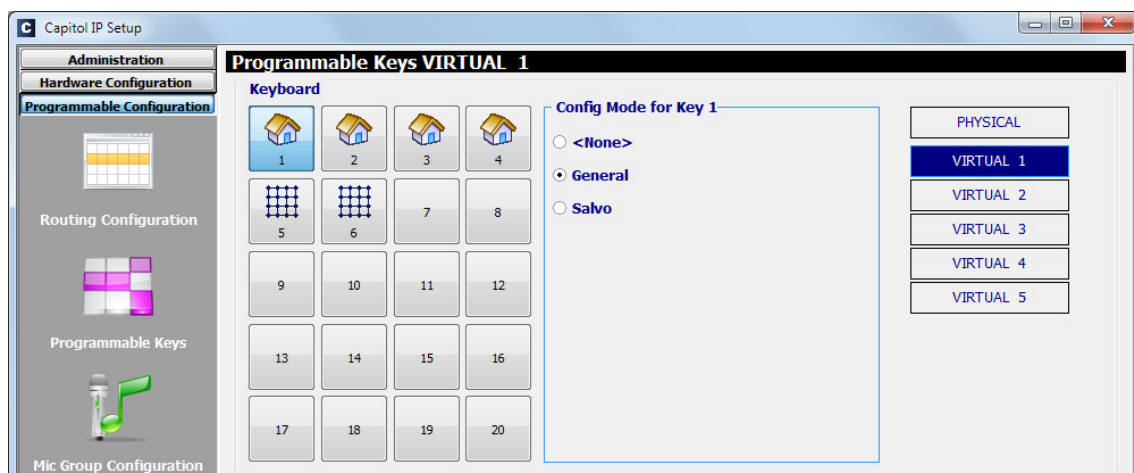 C Capitol IP Setup
Administration
Hardware Configuration
Programmable Configuration
Routing Configuration
Programmable Keys
Mic Group Configuration
Programmable Keys VIRTUAL 1
Keyboard
1 2 3 4
5 6 7 8
9 10 11 12
13 14 15 16
17 18 19 20
Config Mode for Key 1
<None>
General
Salvo
PHYSICAL
VIRTUAL 1
VIRTUAL 2
VIRTUAL 3
VIRTUAL 4
VIRTUAL 5